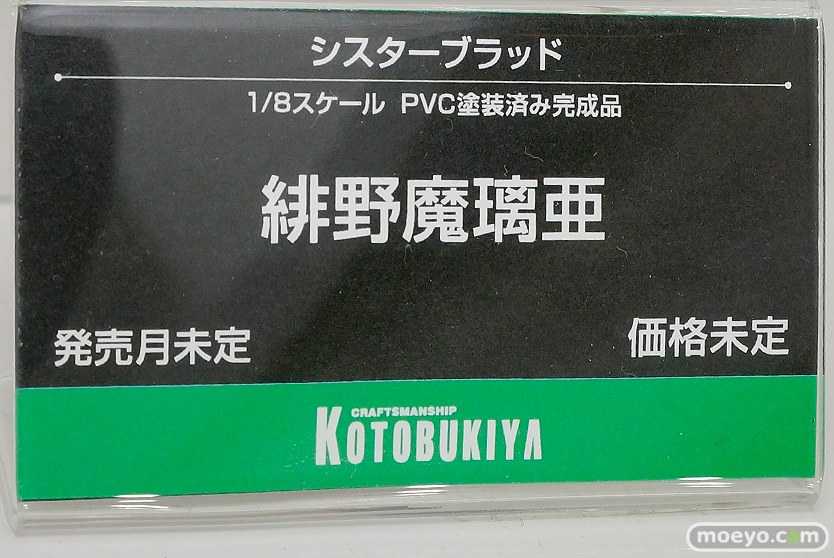 シスターブラッド
1/8スケール PVC塗装済み完成品
緋野魔璃亜
発売月未定
価格未定
CRAFTSMANSHIP
KOTOBUKIYA
moeyo.com